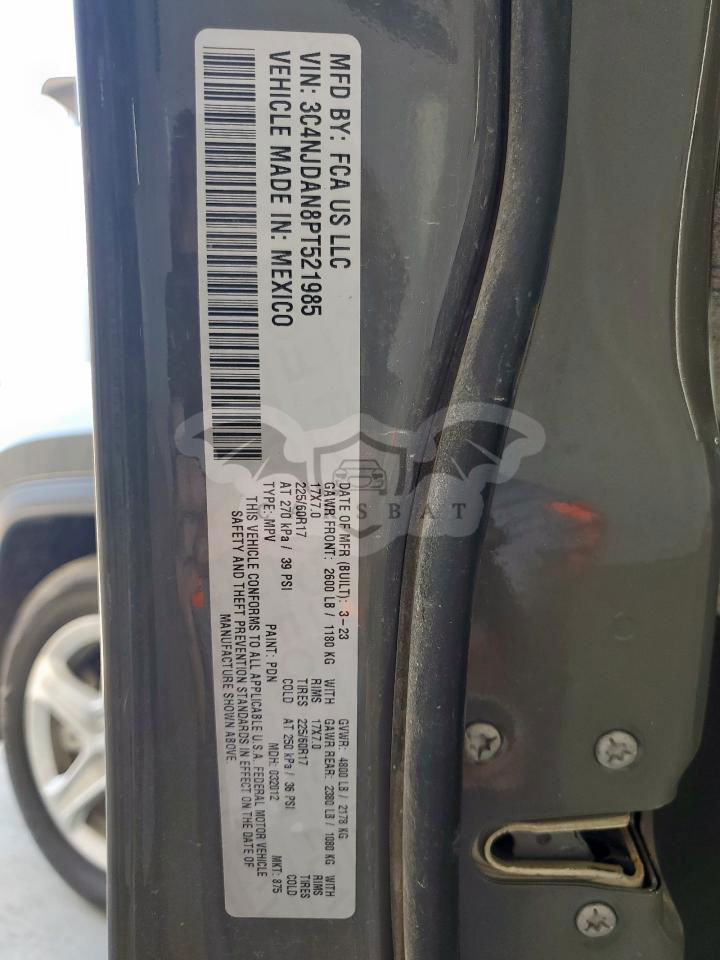 MFD BY: FCA US LLC
VIN: 3C4NJDAN8PT521985
VEHICLE MADE IN: MEXICO
DATE OF MFR (BUILT): 3-23 GVWR: 4800 LB / 2178 KG
GAWR FRONT: 2600 LB / 1180 KG WITH GAWR REAR: 2380 LB / 1080 KG WITH
17X7.0 RIMS 17X7.0 RIMS
225/60R17 TIRES 225/60R17 TIRES
AT 270 kPa / 39 PSI COLD AT 250 kPa / 36 PSI COLD
TYPE: MPV PAINT: PDN MDH: 032012 MKT: 875
THIS VEHICLE CONFORMS TO ALL APPLICABLE U.S.A. FEDERAL MOTOR VEHICLE
SAFETY AND THEFT PREVENTION STANDARDS IN EFFECT ON THE DATE OF
MANUFACTURE SHOWN ABOVE.